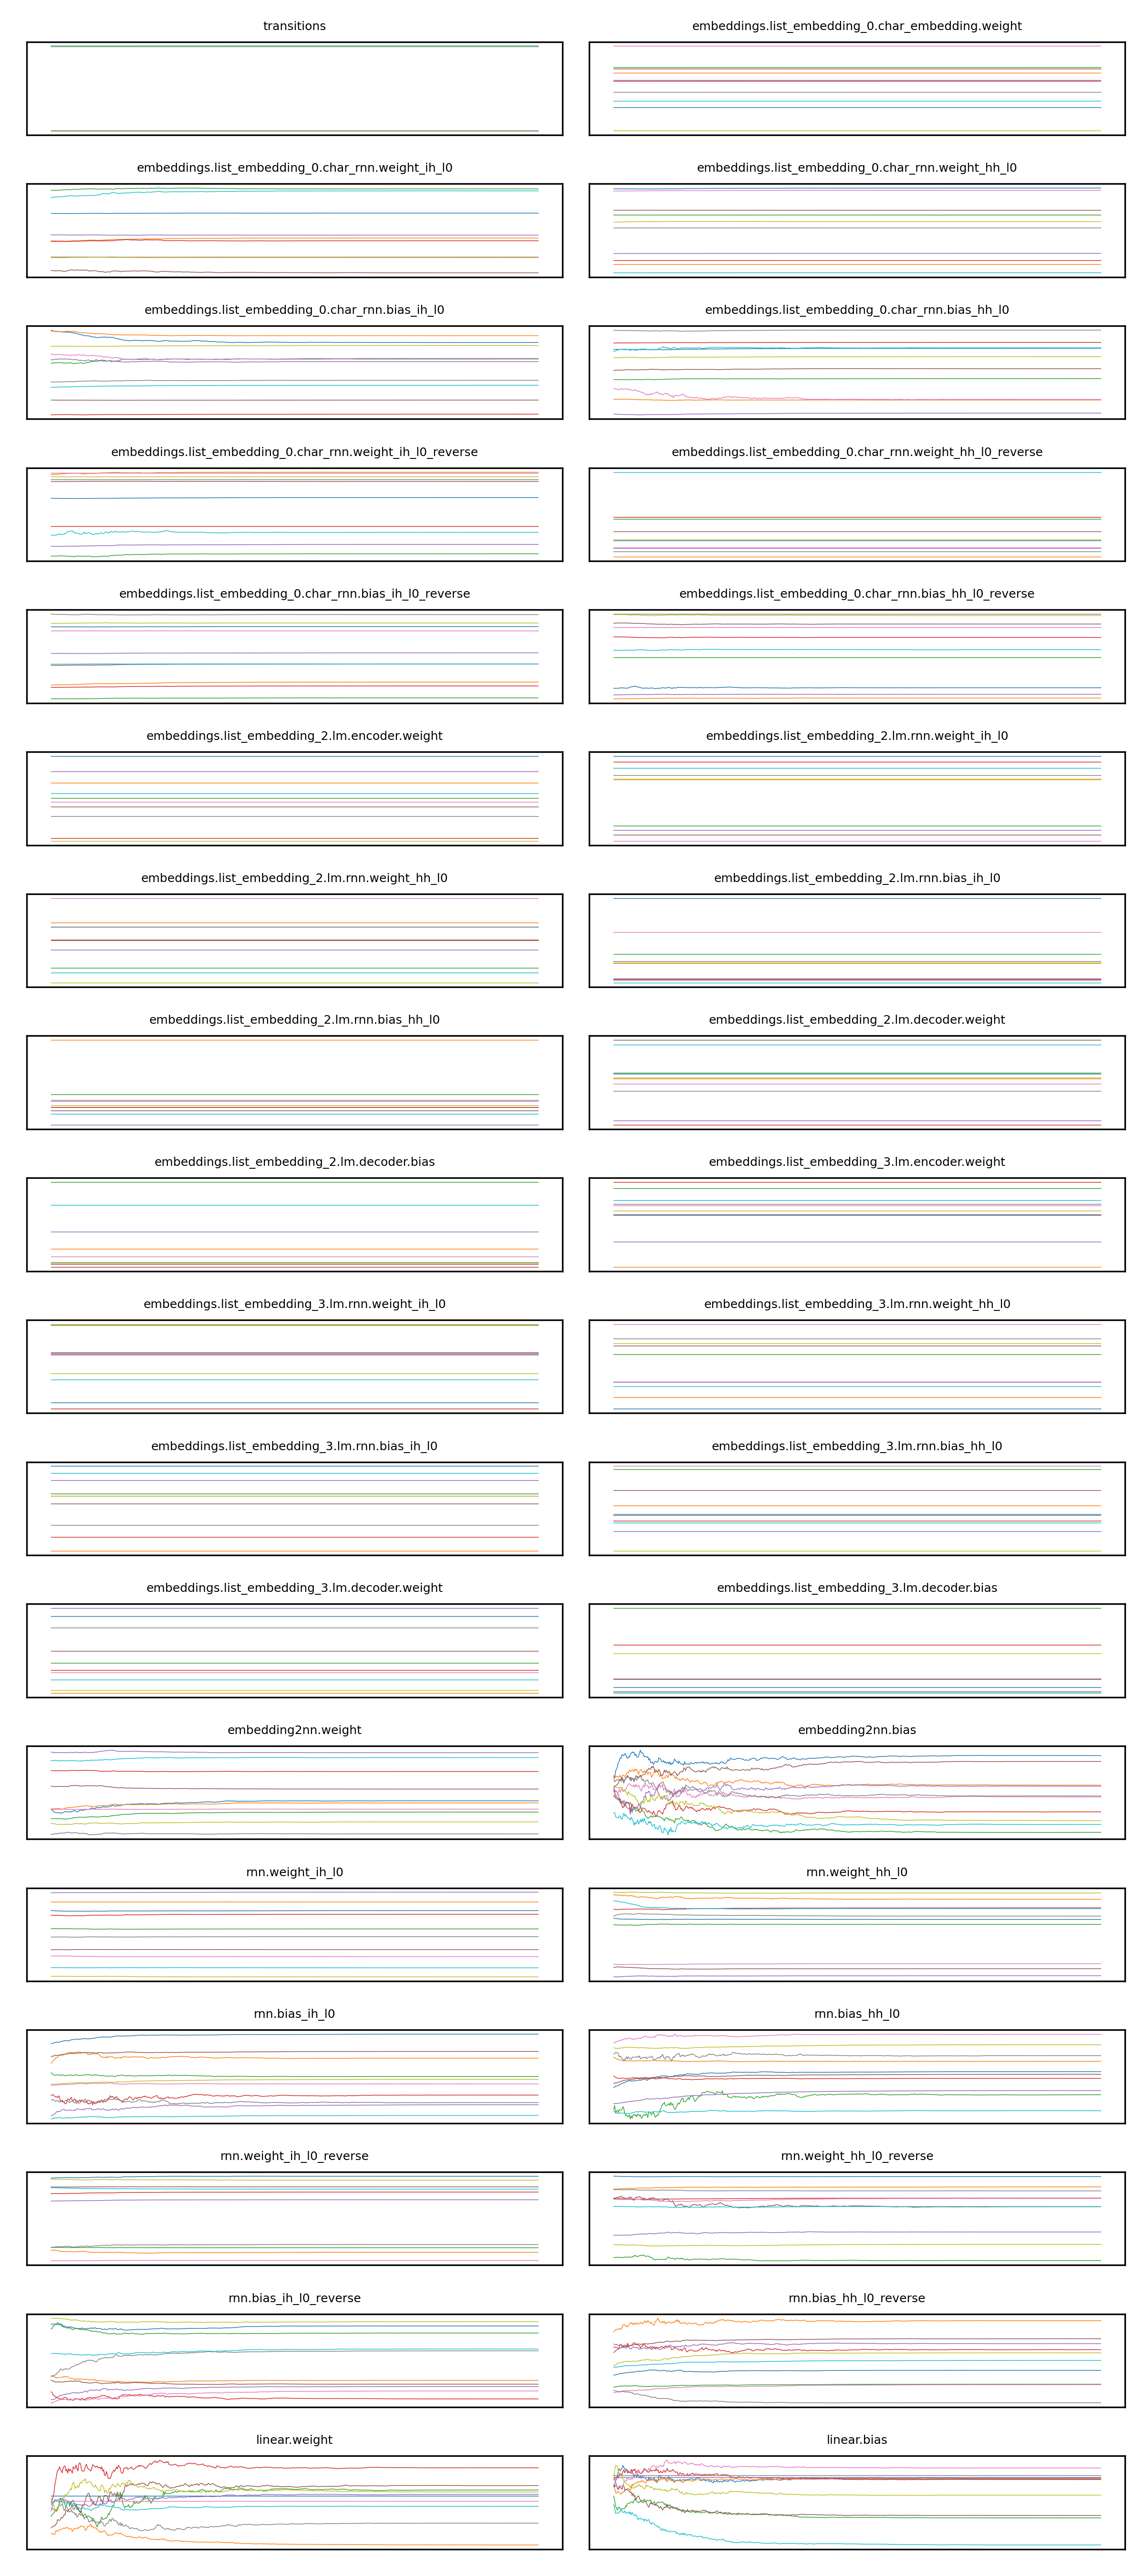 transitions
embeddings.list_embedding_0.char_embedding.weight
embeddings.list_embedding_0.char_rnn.weight_ih_l0
embeddings.list_embedding_0.char_rnn.weight_hh_l0
embeddings.list_embedding_0.char_rnn.bias_ih_l0
embeddings.list_embedding_0.char_rnn.bias_hh_l0
embeddings.list_embedding_0.char_rnn.weight_ih_l0_reverse
embeddings.list_embedding_0.char_rnn.weight_hh_l0_reverse
embeddings.list_embedding_0.char_rnn.bias_ih_l0_reverse
embeddings.list_embedding_0.char_rnn.bias_hh_l0_reverse
embeddings.list_embedding_2.lm.encoder.weight
embeddings.list_embedding_2.lm.rnn.weight_ih_l0
embeddings.list_embedding_2.lm.rnn.weight_hh_l0
embeddings.list_embedding_2.lm.rnn.bias_ih_l0
embeddings.list_embedding_2.lm.rnn.bias_hh_l0
embeddings.list_embedding_2.lm.decoder.weight
embeddings.list_embedding_2.lm.decoder.bias
embeddings.list_embedding_3.lm.encoder.weight
embeddings.list_embedding_3.lm.rnn.weight_ih_l0
embeddings.list_embedding_3.lm.rnn.weight_hh_l0
embeddings.list_embedding_3.lm.rnn.bias_ih_l0
embeddings.list_embedding_3.lm.rnn.bias_hh_l0
embeddings.list_embedding_3.lm.decoder.weight
embeddings.list_embedding_3.lm.decoder.bias
embedding2nn.weight
embedding2nn.bias
rnn.weight_ih_l0
rnn.weight_hh_l0
rnn.bias_ih_l0
rnn.bias_hh_l0
rnn.weight_ih_l0_reverse
rnn.weight_hh_l0_reverse
rnn.bias_ih_l0_reverse
rnn.bias_hh_l0_reverse
linear.weight
linear.bias